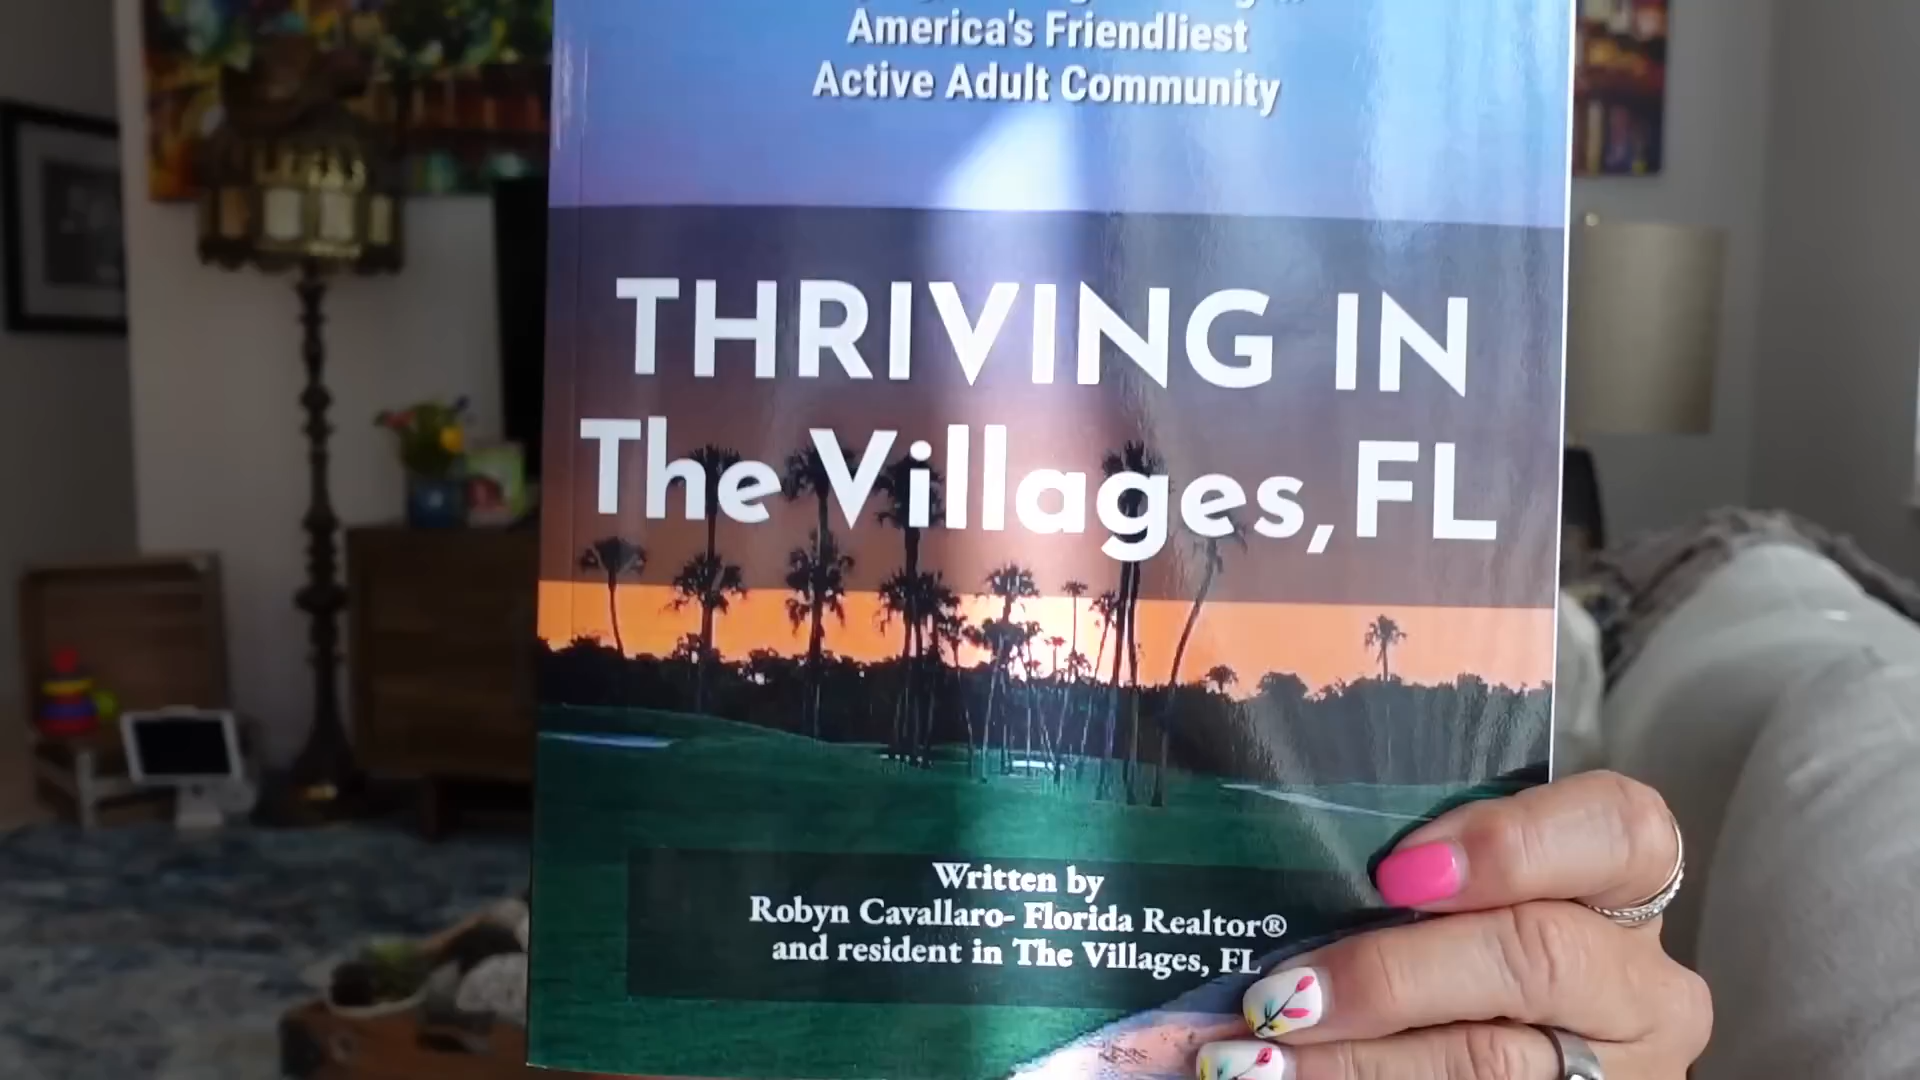 America's Friendliest
Active Adult Community
THRIVING IN
The Villages, FL
Written by
Robyn Cavallaro- Florida Realtor®
and resident in The Villages, FL